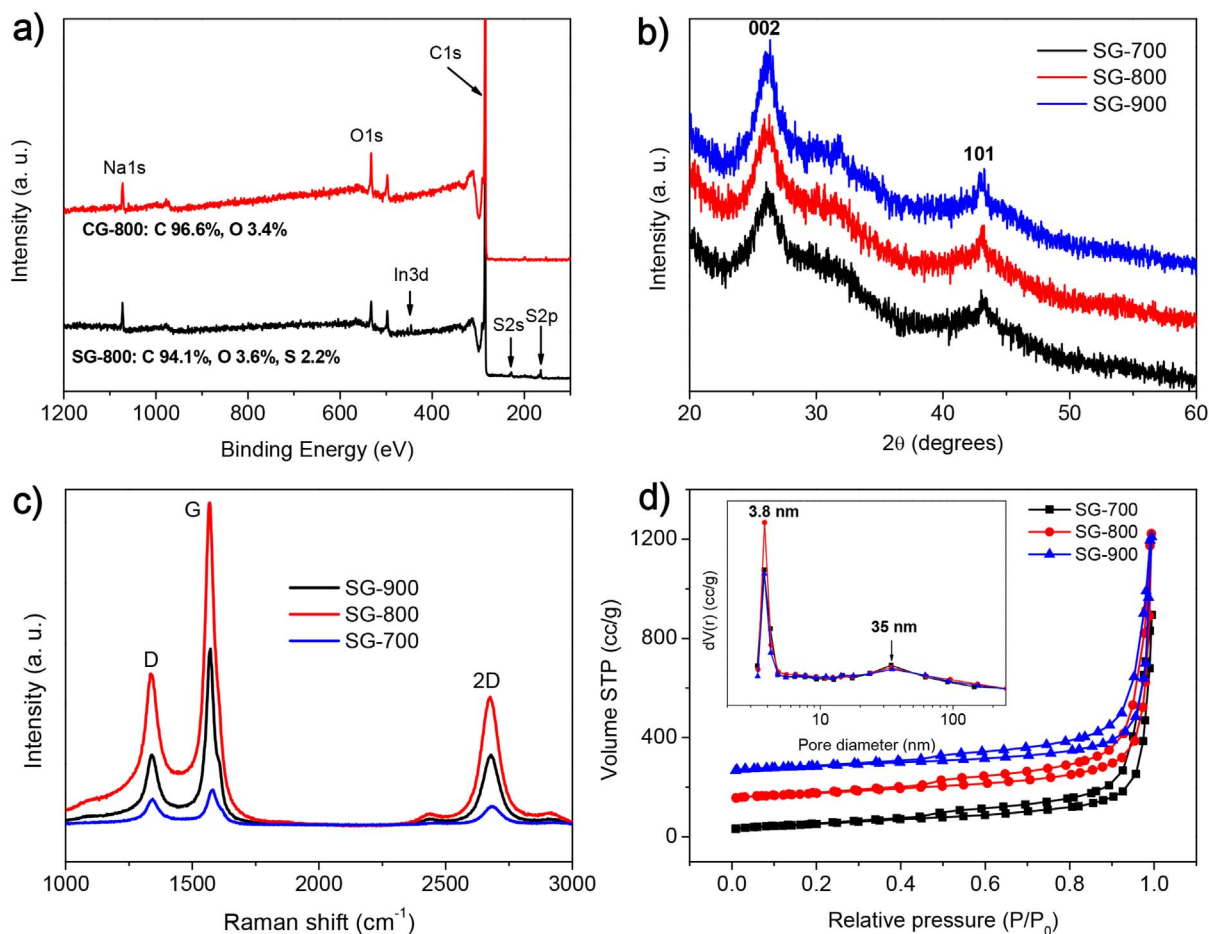 a)
C1s
O1s
Na1s
CG-800: C 96.6%, O 3.4%
In3d
S2s
S2p
SG-800: C 94.1%, O 3.6%, S 2.2%
Intensity (a. u.)
1200
1000
800
600
400
200
Binding Energy (eV)
b)
002
101
SG-700
SG-800
SG-900
Intensity (a. u.)
20
30
40
50
60
2θ (degrees)
c)
D
G
2D
SG-900
SG-800
SG-700
Intensity (a. u.)
1000
1500
2000
2500
3000
Raman shift (cm⁻¹)
d)
3.8 nm
35 nm
dV(r) (cc/g)
10
100
Pore diameter (nm)
SG-700
SG-800
SG-900
Volume STP (cc/g)
1200
800
400
0
0.0
0.2
0.4
0.6
0.8
1.0
Relative pressure (P/P₀)